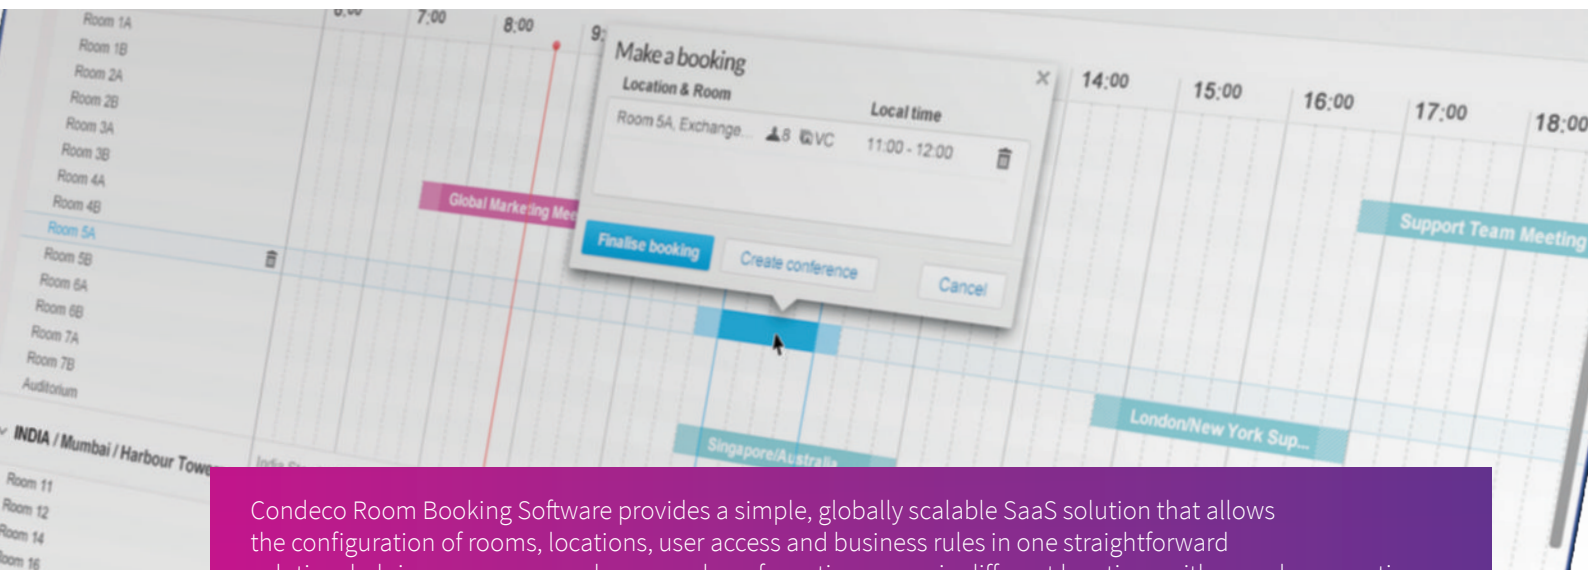 6:00 7:00 8:00 9: 14:00 15:00 16:00 17:00 18:00
Room 1A
Room 1B
Room 2A
Room 2B
Room 3A
Room 3B
Room 4A
Room 4B
Room 5A
Room 5B
Room 6A
Room 6B
Room 7A
Room 7B
Auditorium
INDIA / Mumbai / Harbour Towe
Room 11
Room 12
Room 14
Room 16
Make a booking
Location & Room Local time
Room 5A, Exchange... 8 VC 11:00 - 12:00
Finalise booking Create conference Cancel
Global Marketing Mee
Support Team Meeting
London/New York Sup...
Singapore/Australia
Condeco Room Booking Software provides a simple, globally scalable SaaS solution that allows
the configuration of rooms, locations, user access and business rules in one straightforward